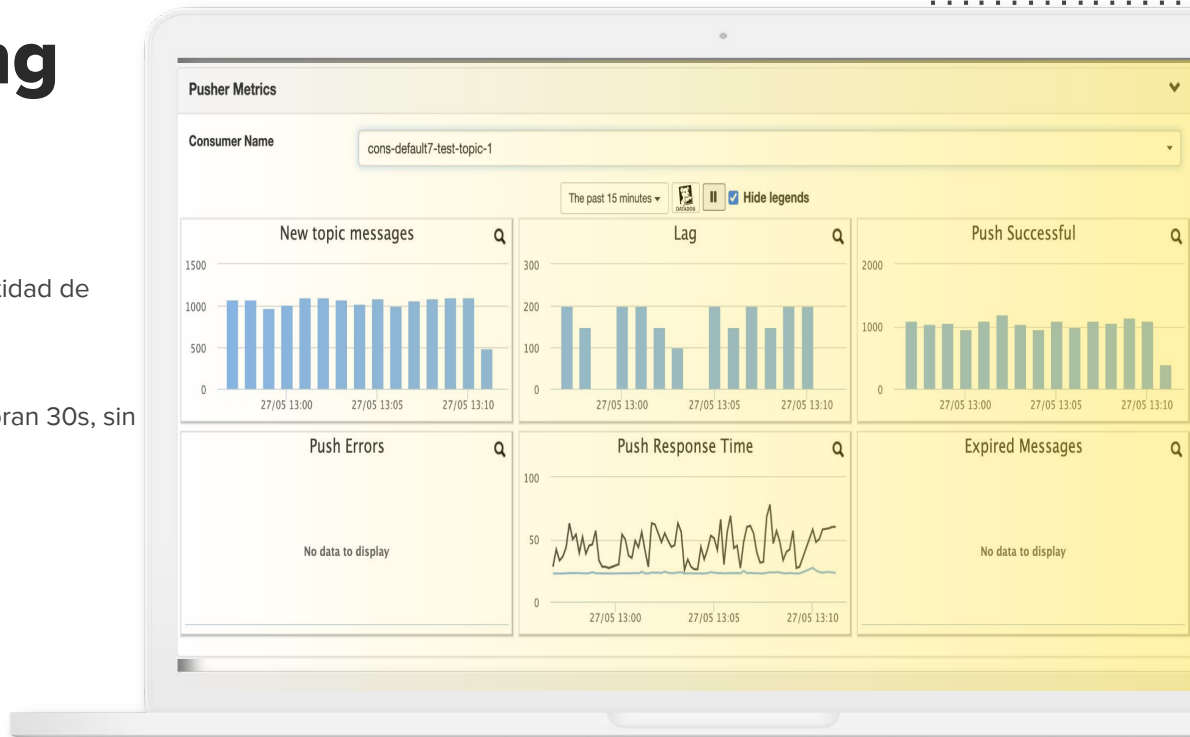 ng
tidad de
oran 30s, sin
Pusher Metrics
Consumer Name
cons-default7-test-topic-1
The past 15 minutes
DATADOG
Hide legends
New topic messages
1500
1000
500
0
27/05 13:00 27/05 13:05 27/05 13:10
Lag
300
200
100
0
27/05 13:00 27/05 13:05 27/05 13:10
Push Successful
2000
1000
0
27/05 13:00 27/05 13:05 27/05 13:10
Push Errors
No data to display
Push Response Time
100
50
0
27/05 13:00 27/05 13:05 27/05 13:10
Expired Messages
No data to display